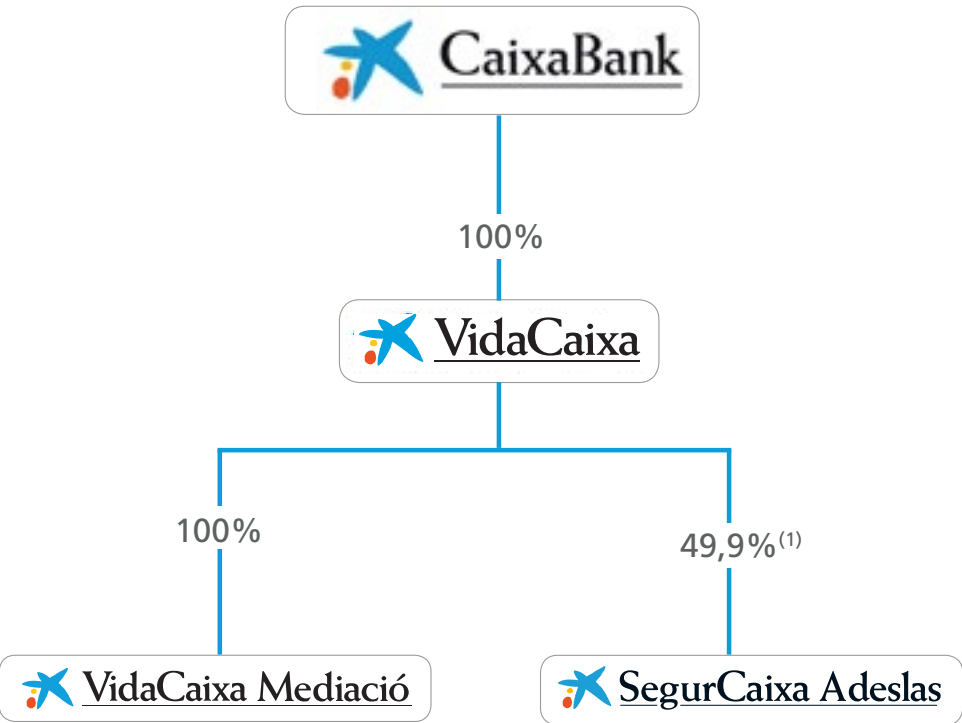 CaixaBank
100%
VidaCaixa
100%
49,9%(1)
VidaCaixa Mediació
SegurCaixa Adeslas